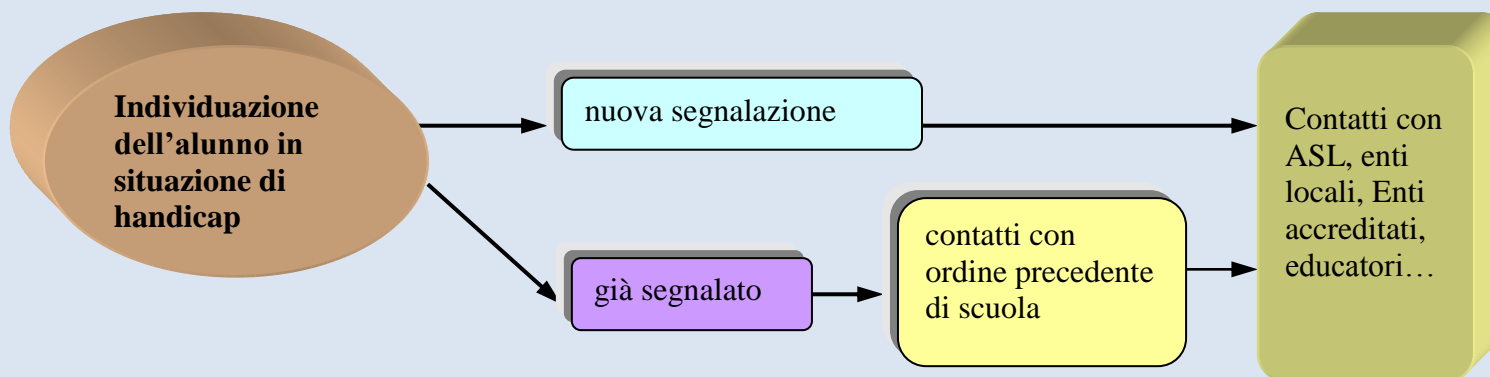 Individuazione
dell’alunno in
situazione di
handicap
nuova segnalazione
già segnalato
contatti con
ordine precedente
di scuola
Contatti con
ASL, enti
locali, Enti
accreditati,
educatori…